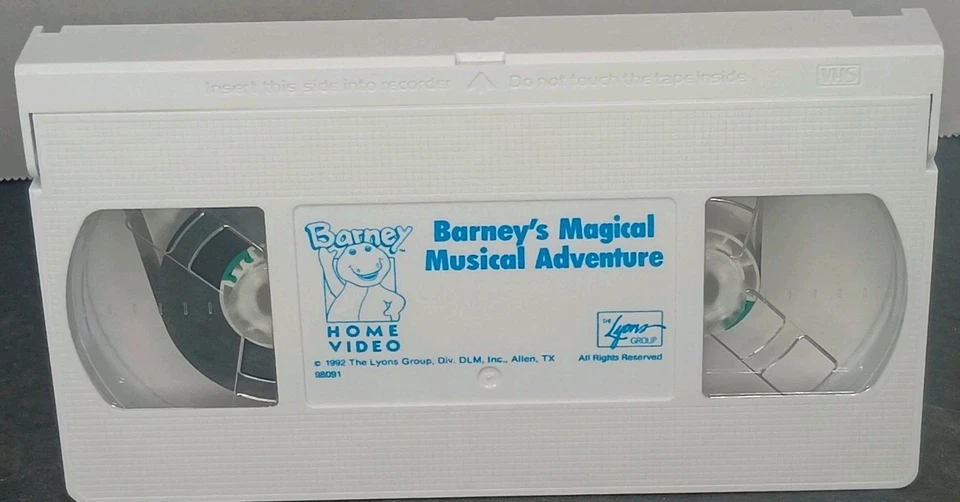 Insert this side into recorder
Do not touch the tape inside
VHS
Barney
HOME
VIDEO
Barney's Magical
Musical Adventure
THE
Lyons
GROUP
All Rights Reserved
© 1992 The Lyons Group, Div. DLM, Inc., Allen, TX
98091